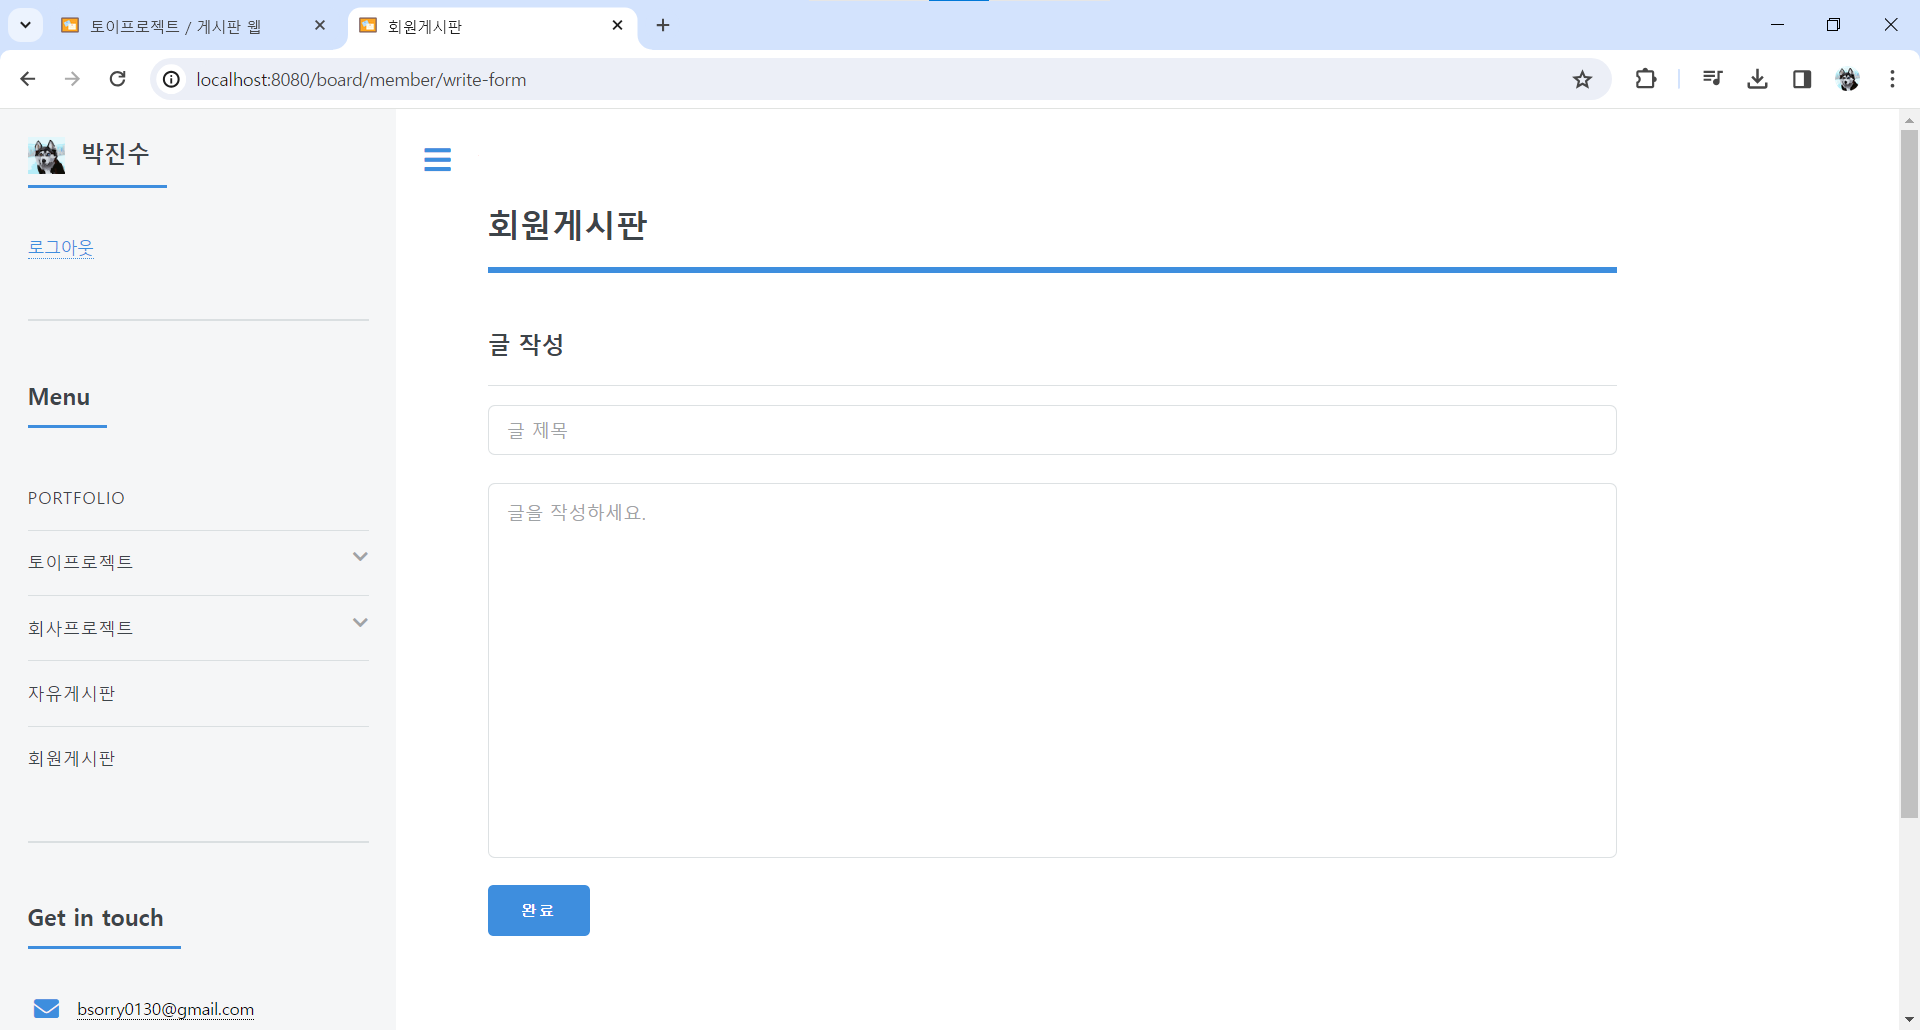 토이프로젝트 / 게시판 웹
회원게시판
localhost:8080/board/member/write-form
박진수
로그아웃
Menu
PORTFOLIO
토이프로젝트
회사프로젝트
자유게시판
회원게시판
Get in touch
bsorry0130@gmail.com
회원게시판
글 작성
글 제목
글을 작성하세요.
완료